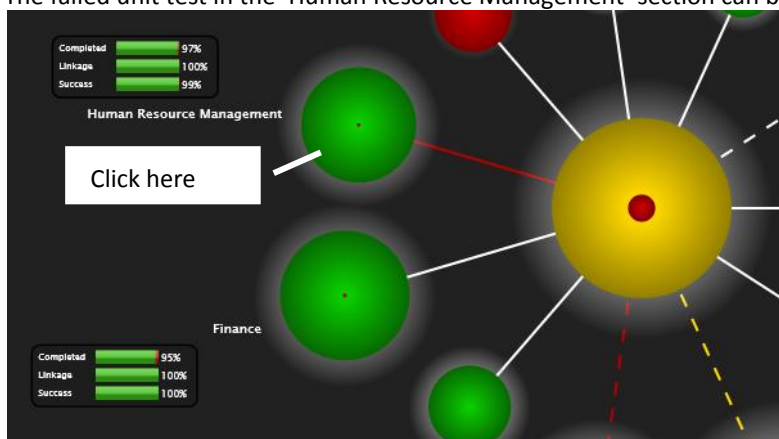 The failed unit test in the 'Human Resource Management' section can b
Completed 97%
Linkage 100%
Success 99%
Human Resource Management
Click here
Finance
Completed 95%
Linkage 100%
Success 100%